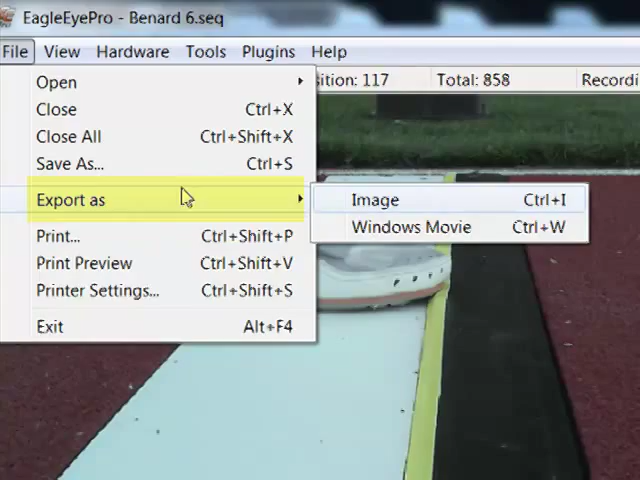 EagleEyePro - Benard 6.seq
File View Hardware Tools Plugins Help
ition: 117 Total: 858 Recordi
Open
Close Ctrl+X
Close All Ctrl+Shift+X
Save As... Ctrl+S
Export as
Image Ctrl+I
Windows Movie Ctrl+W
Print... Ctrl+Shift+P
Print Preview Ctrl+Shift+V
Printer Settings... Ctrl+Shift+S
Exit Alt+F4